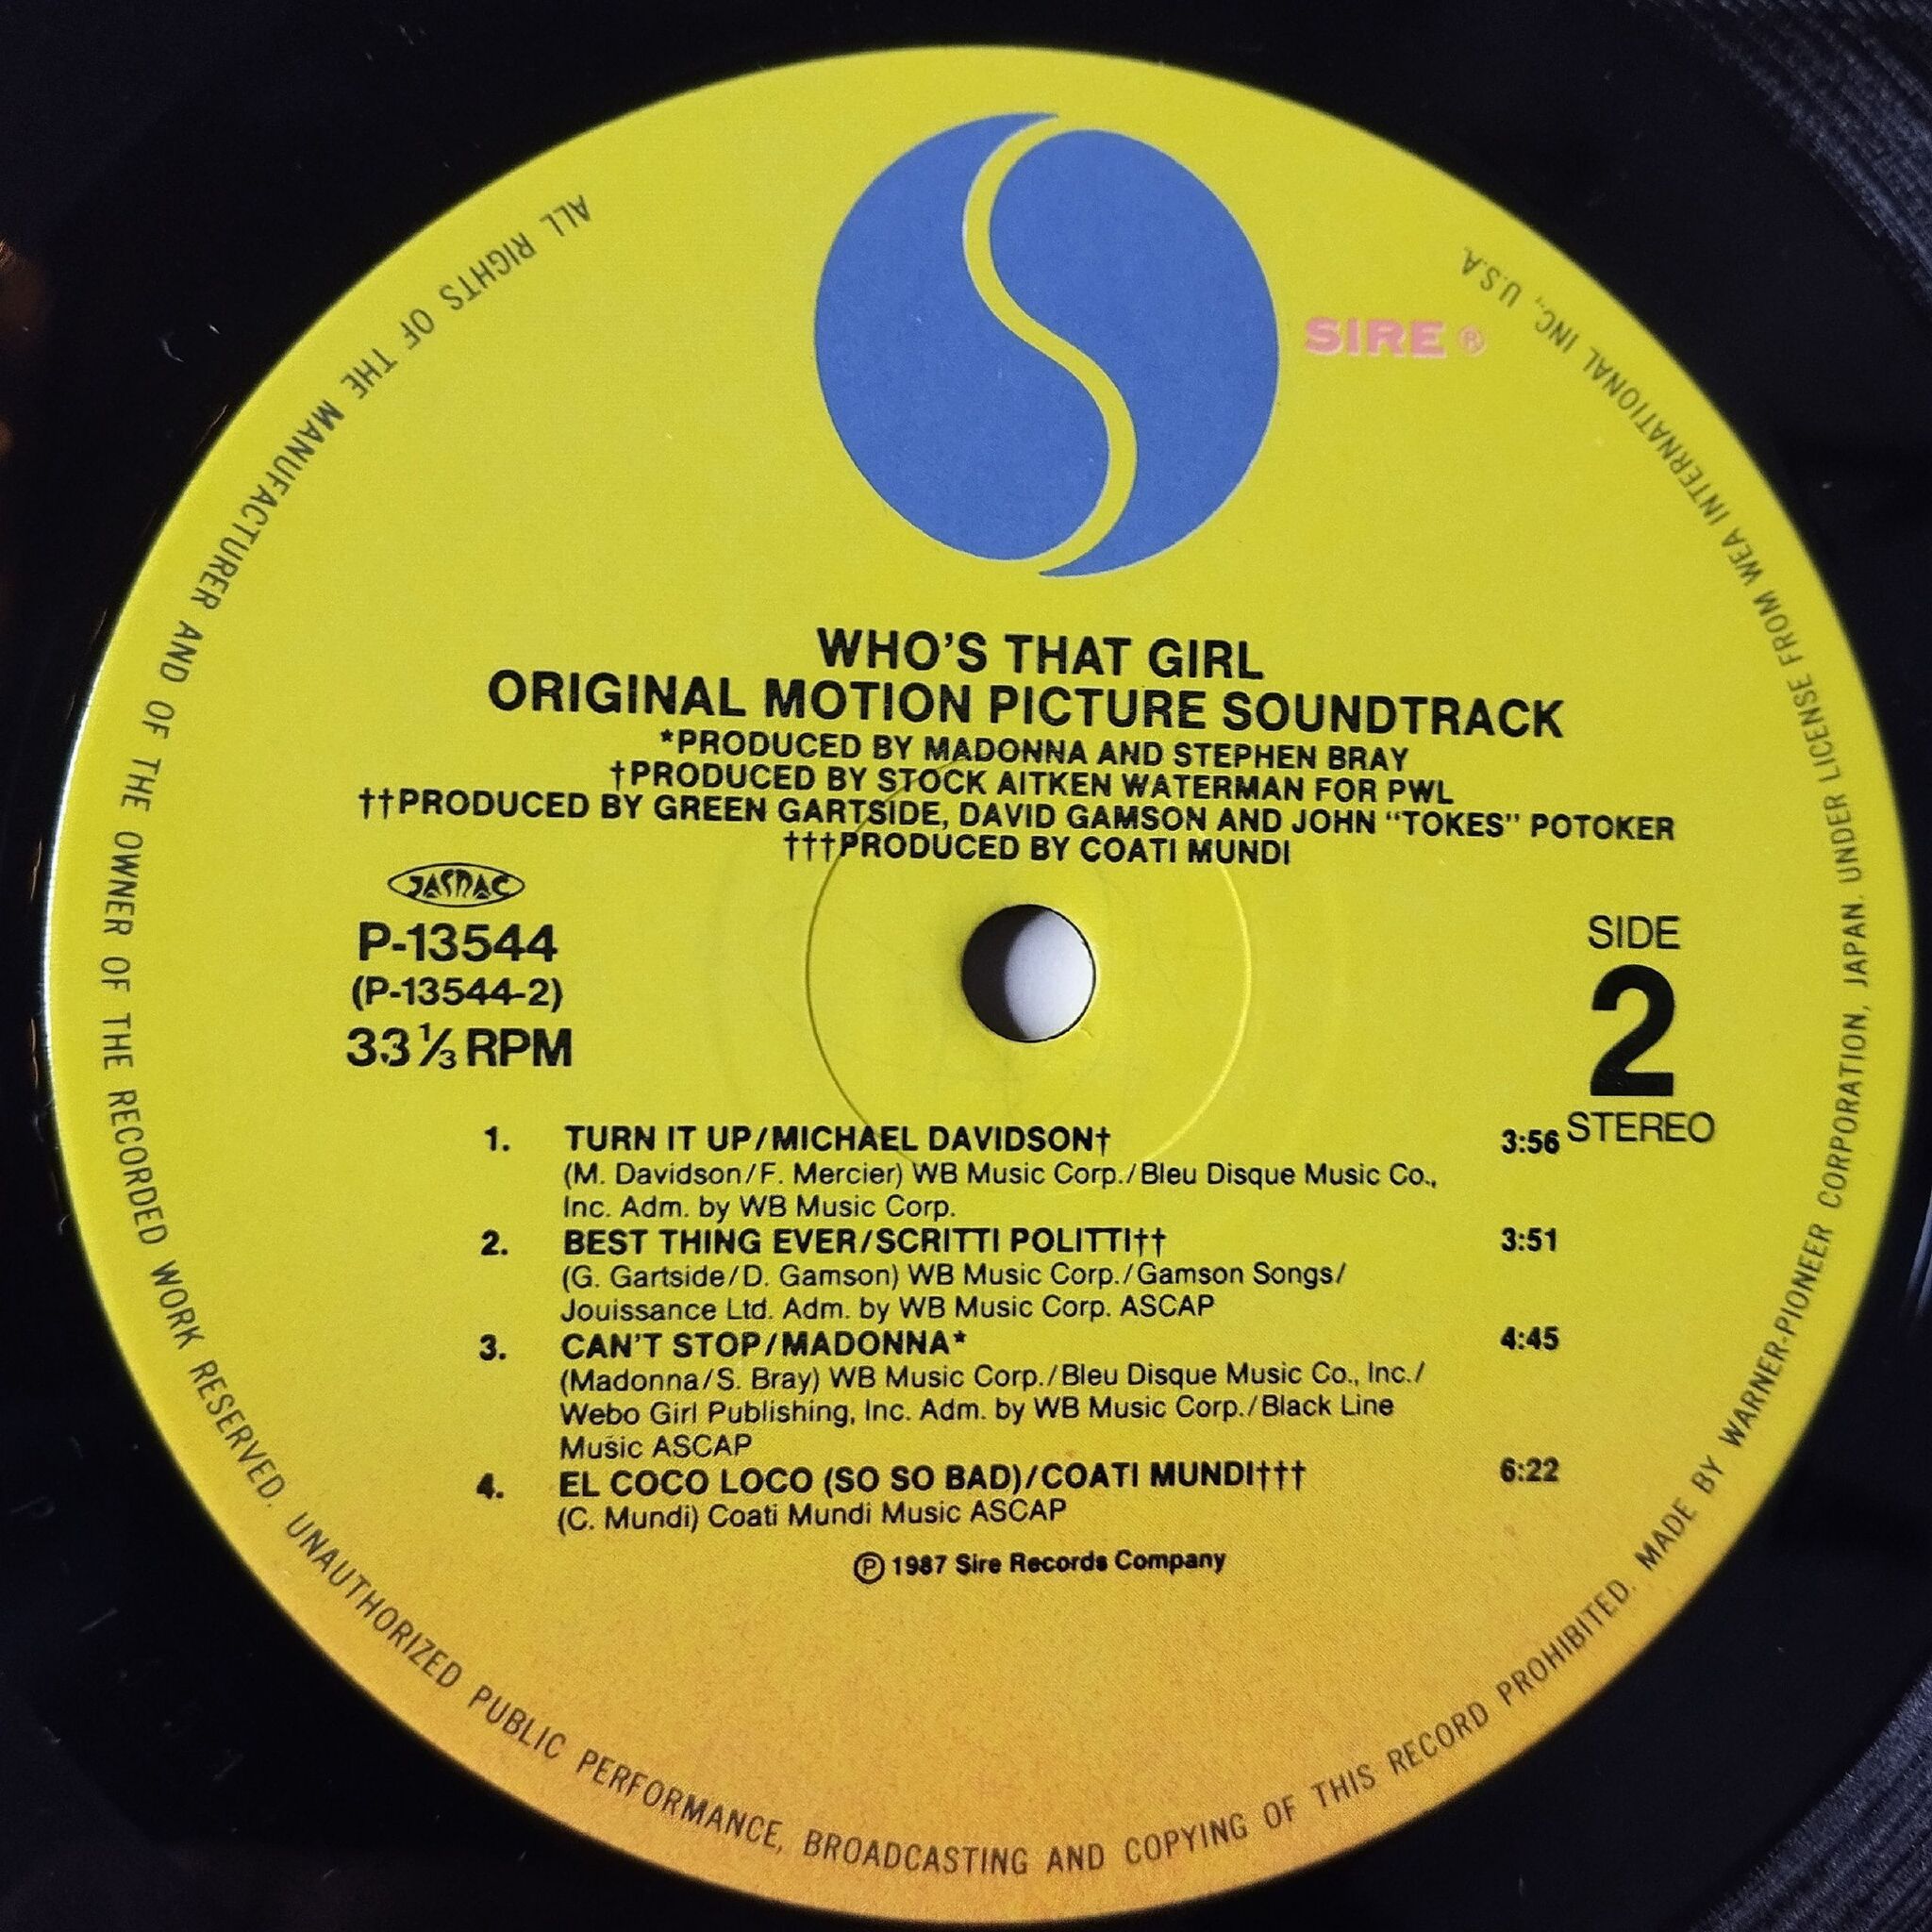 SIRE ®
WHO'S THAT GIRL
ORIGINAL MOTION PICTURE SOUNDTRACK
*PRODUCED BY MADONNA AND STEPHEN BRAY
†PRODUCED BY STOCK AITKEN WATERMAN FOR PWL
††PRODUCED BY GREEN GARTSIDE, DAVID GAMSON AND JOHN “TOKES” POTOKER
†††PRODUCED BY COATI MUNDI
JASRAC
P-13544
(P-13544-2)
33 ⅓ RPM
SIDE
2
STEREO
1. TURN IT UP/MICHAEL DAVIDSON† 3:56
(M. Davidson/F. Mercier) WB Music Corp./Bleu Disque Music Co.,
Inc. Adm. by WB Music Corp.
2. BEST THING EVER/SCRITTI POLITTI†† 3:51
(G. Gartside/D. Gamson) WB Music Corp./Gamson Songs/
Jouissance Ltd. Adm. by WB Music Corp. ASCAP
3. CAN'T STOP/MADONNA* 4:45
(Madonna/S. Bray) WB Music Corp./Bleu Disque Music Co., Inc./
Webo Girl Publishing, Inc. Adm. by WB Music Corp./Black Line
Music ASCAP
4. EL COCO LOCO (SO SO BAD)/COATI MUNDI††† 6:22
(C. Mundi) Coati Mundi Music ASCAP
℗ 1987 Sire Records Company
ALL RIGHTS OF THE MANUFACTURER AND OF THE OWNER OF THE RECORDED WORK RESERVED. UNAUTHORIZED PUBLIC PERFORMANCE, BROADCASTING AND COPYING OF THIS RECORD PROHIBITED. MADE BY WARNER-PIONEER CORPORATION, JAPAN. UNDER LICENSE FROM WEA INTERNATIONAL INC., U.S.A.